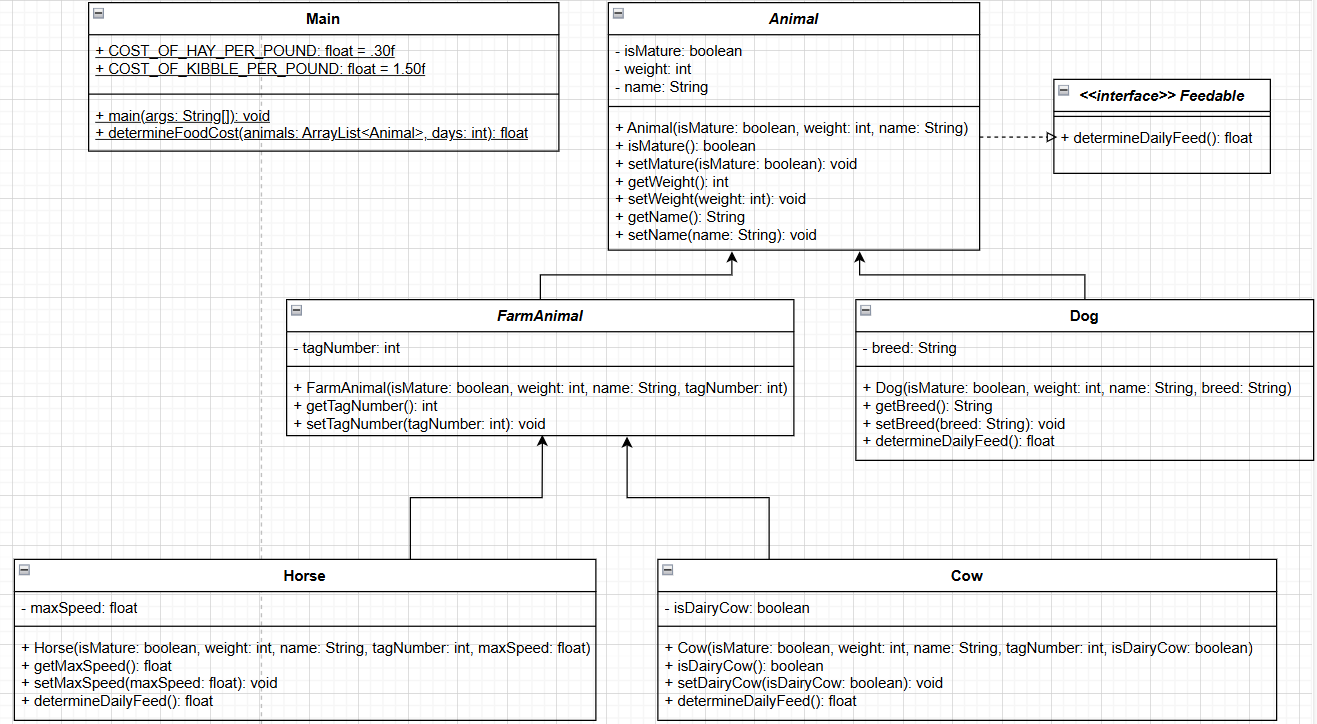 Main
+ COST_OF_HAY_PER_POUND: float = .30f
+ COST_OF_KIBBLE_PER_POUND: float = 1.50f
+ main(args: String[]): void
+ determineFoodCost(animals: ArrayList<Animal>, days: int): float
Animal
- isMature: boolean
- weight: int
- name: String
+ Animal(isMature: boolean, weight: int, name: String)
+ isMature(): boolean
+ setMature(isMature: boolean): void
+ getWeight(): int
+ setWeight(weight: int): void
+ getName(): String
+ setName(name: String): void
<<interface>> Feedable
+ determineDailyFeed(): float
FarmAnimal
- tagNumber: int
+ FarmAnimal(isMature: boolean, weight: int, name: String, tagNumber: int)
+ getTagNumber(): int
+ setTagNumber(tagNumber: int): void
Dog
- breed: String
+ Dog(isMature: boolean, weight: int, name: String, breed: String)
+ getBreed(): String
+ setBreed(breed: String): void
+ determineDailyFeed(): float
Horse
- maxSpeed: float
+ Horse(isMature: boolean, weight: int, name: String, tagNumber: int, maxSpeed: float)
+ getMaxSpeed(): float
+ setMaxSpeed(maxSpeed: float): void
+ determineDailyFeed(): float
Cow
- isDairyCow: boolean
+ Cow(isMature: boolean, weight: int, name: String, tagNumber: int, isDairyCow: boolean)
+ isDairyCow(): boolean
+ setDairyCow(isDairyCow: boolean): void
+ determineDailyFeed(): float